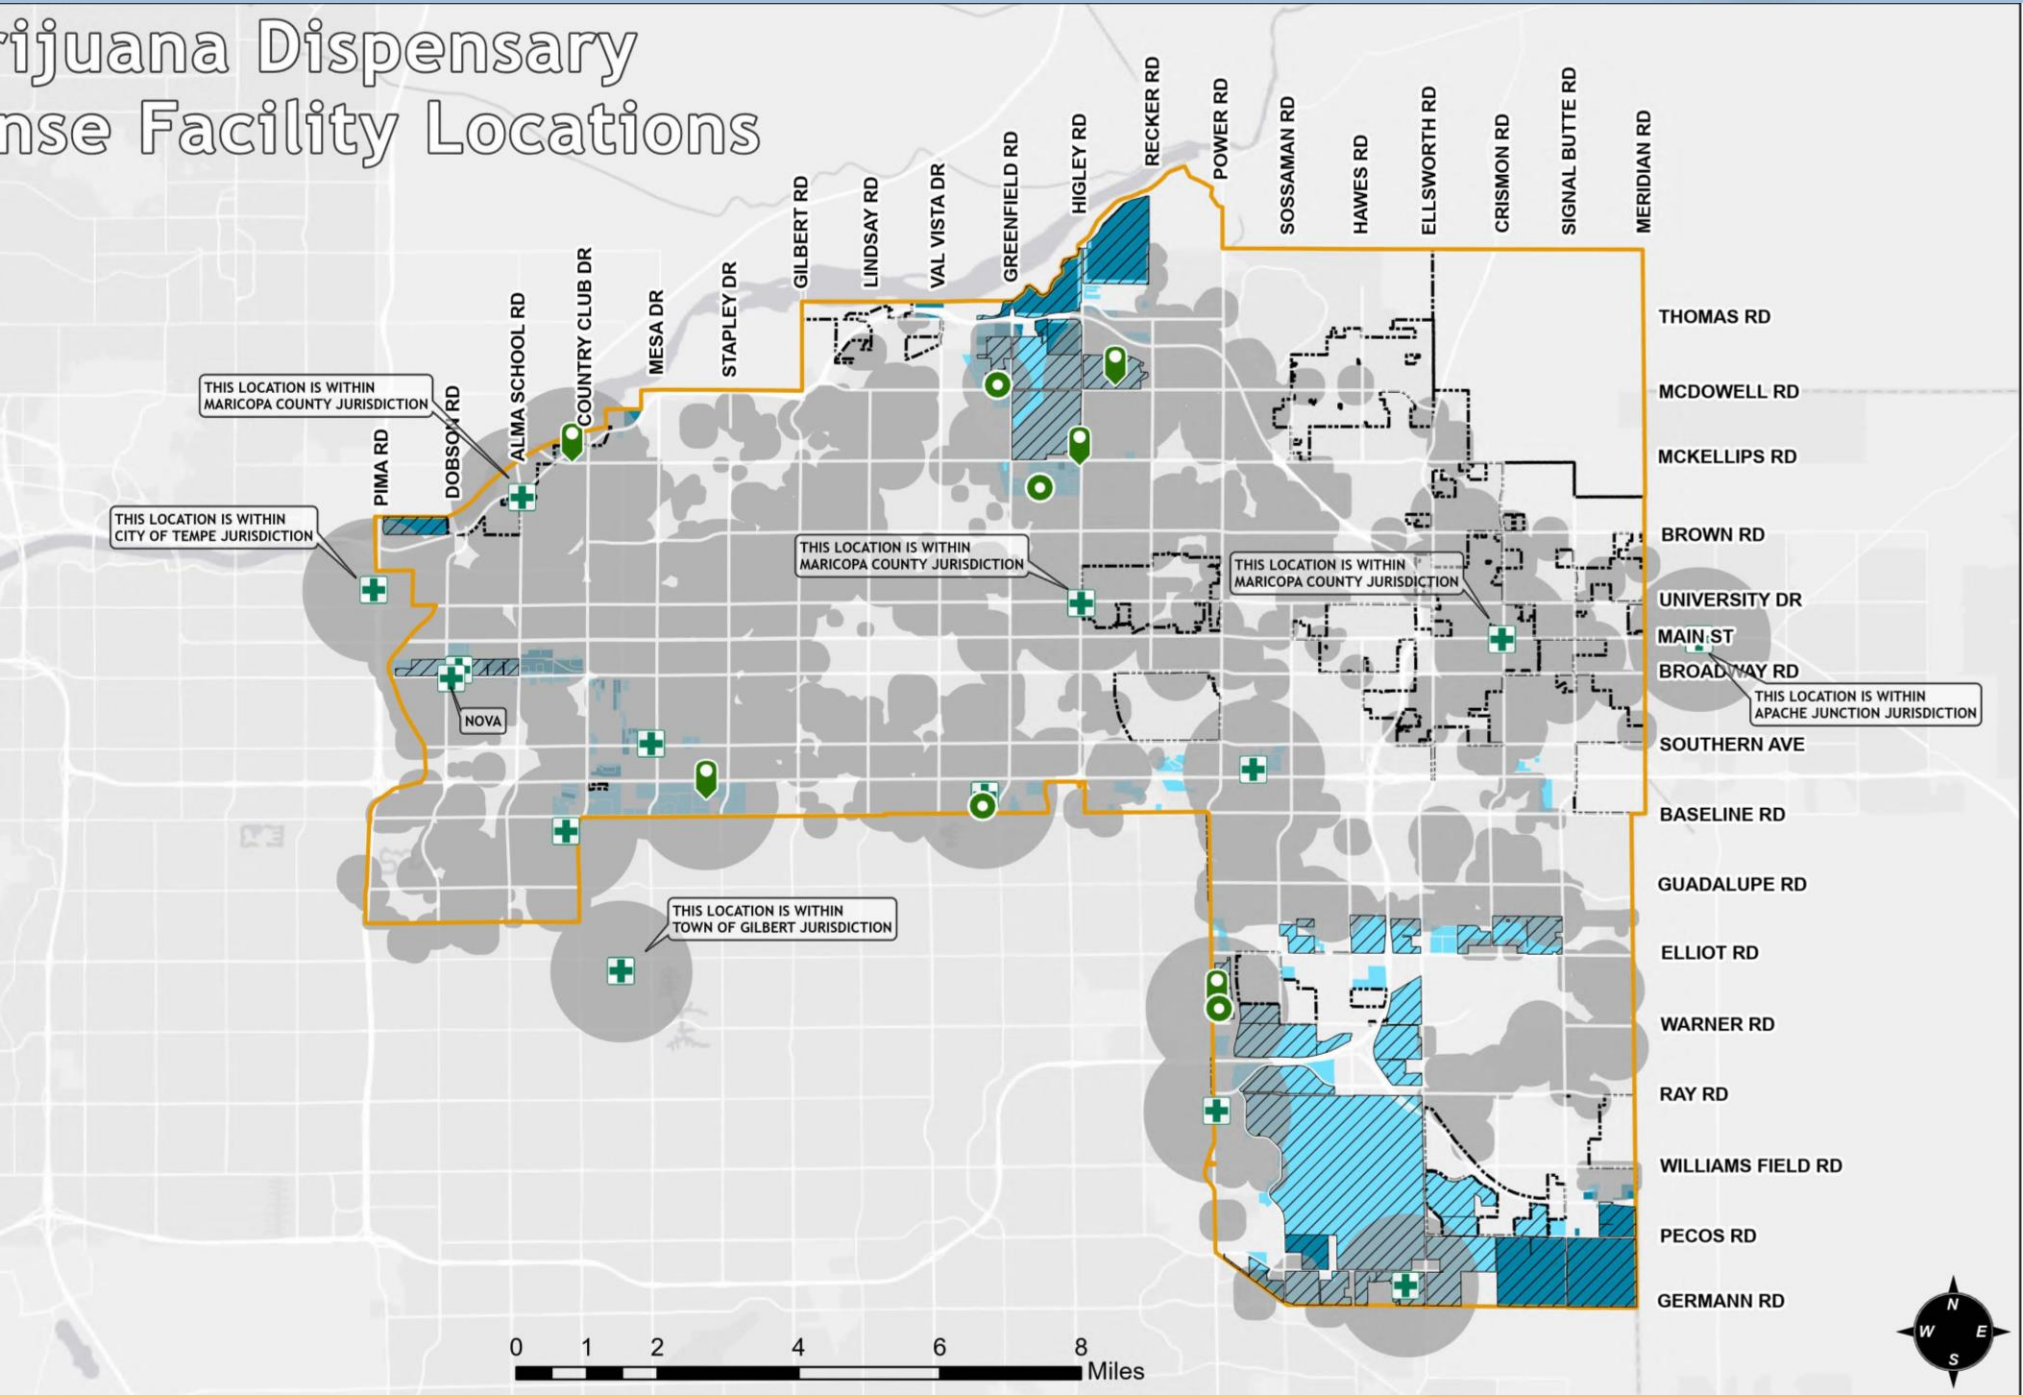 rijuana Dispensary
nse Facility Locations
PIMA RD
DOBSON RD
ALMA SCHOOL RD
COUNTRY CLUB DR
MESA DR
STAPLEY DR
GILBERT RD
LINDSAY RD
VAL VISTA DR
GREENFIELD RD
HIGLEY RD
RECKER RD
POWER RD
SOSSAMAN RD
HAWES RD
ELLSWORTH RD
CRISMON RD
SIGNAL BUTTE RD
MERIDIAN RD
THOMAS RD
MCDOWELL RD
MCKELLIPS RD
BROWN RD
UNIVERSITY DR
MAIN ST
BROADWAY RD
SOUTHERN AVE
BASELINE RD
GUADALUPE RD
ELLIOT RD
WARNER RD
RAY RD
WILLIAMS FIELD RD
PECOS RD
GERMANN RD
THIS LOCATION IS WITHIN
MARICOPA COUNTY JURISDICTION
THIS LOCATION IS WITHIN
CITY OF TEMPE JURISDICTION
THIS LOCATION IS WITHIN
MARICOPA COUNTY JURISDICTION
THIS LOCATION IS WITHIN
MARICOPA COUNTY JURISDICTION
THIS LOCATION IS WITHIN
APACHE JUNCTION JURISDICTION
NOVA
THIS LOCATION IS WITHIN
TOWN OF GILBERT JURISDICTION
0 1 2 4 6 8
Miles
N
W E
S